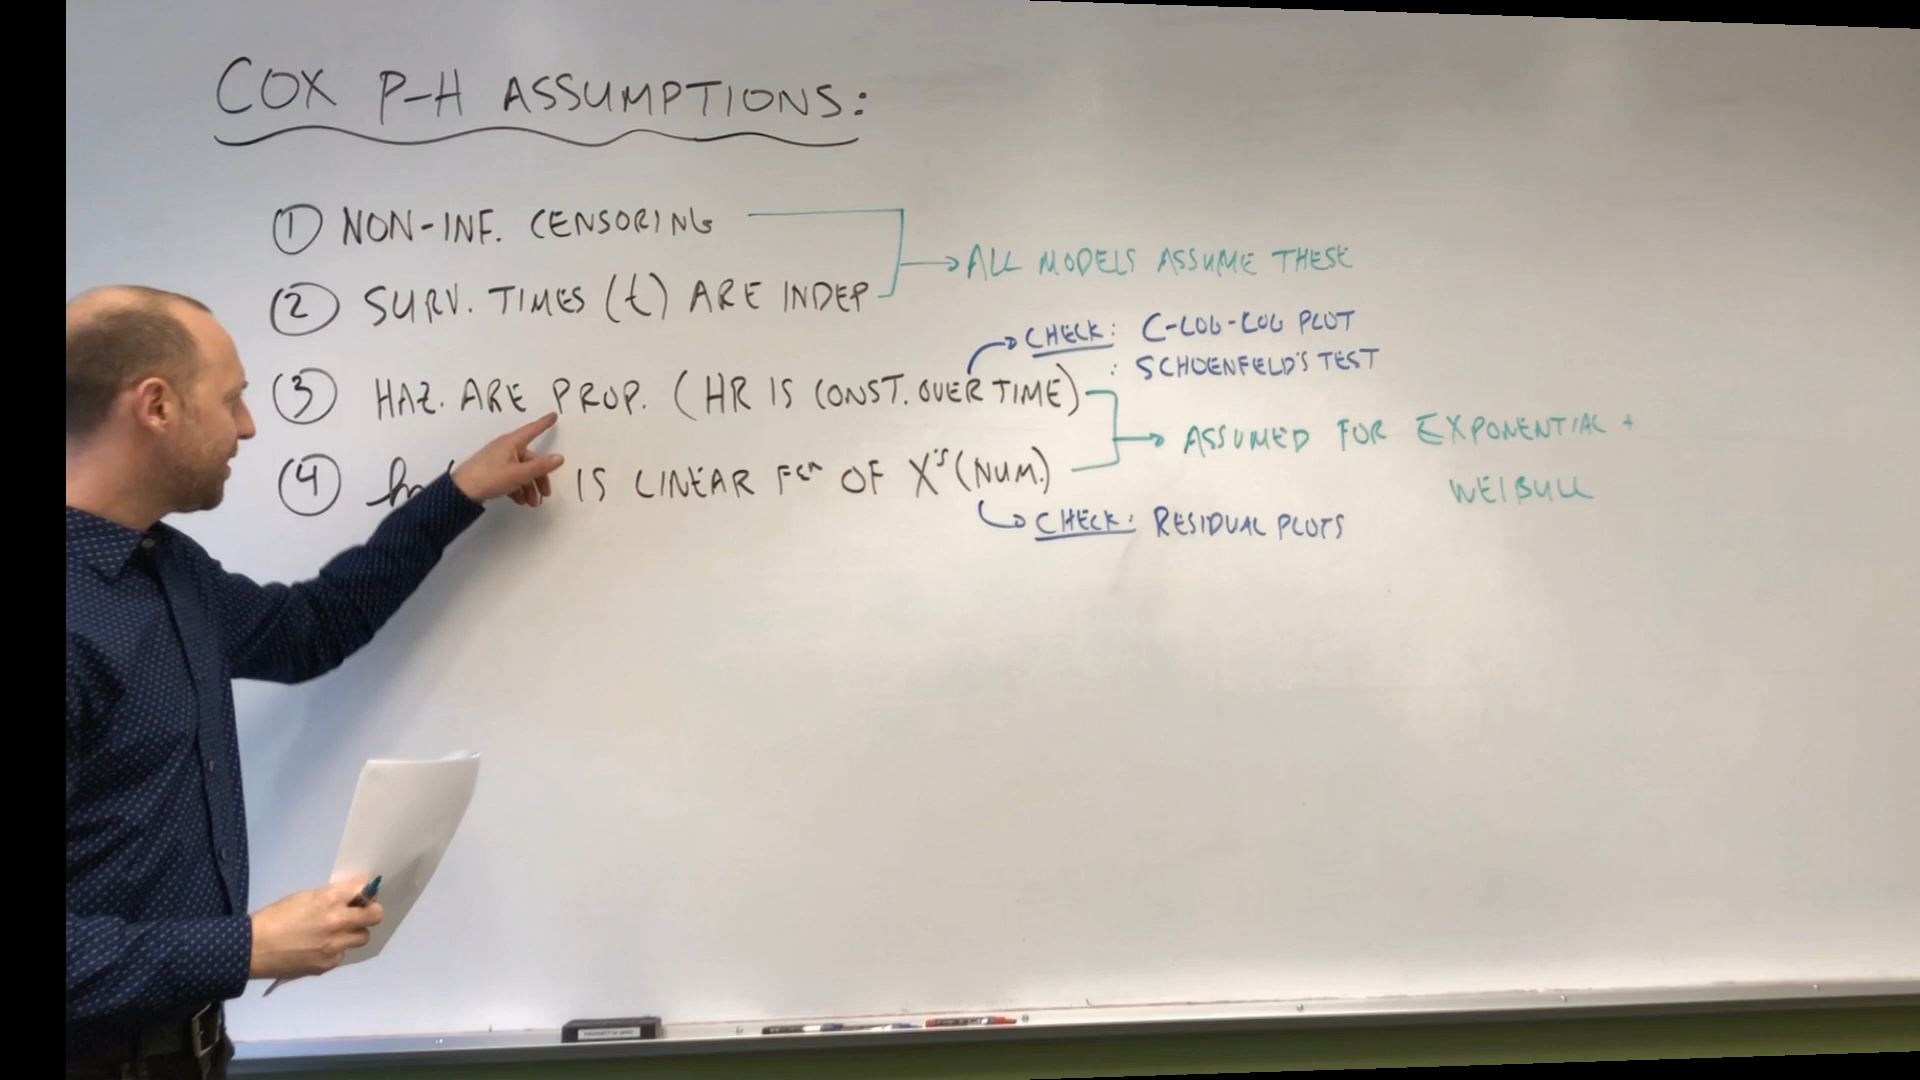 COX P-H ASSUMPTIONS:
① NON-INF. CENSORING
② SURV. TIMES (t) ARE INDEP
→ ALL MODELS ASSUME THESE
③ HAZ. ARE PROP. (HR IS CONST. OVER TIME)
→ CHECK: C-LOG-LOG PLOT
: SCHOENFELD'S TEST
④ IS LINEAR Fcn OF X's (NUM.)
→ ASSUMED FOR EXPONENTIAL +
WEIBULL
→ CHECK: RESIDUAL PLOTS